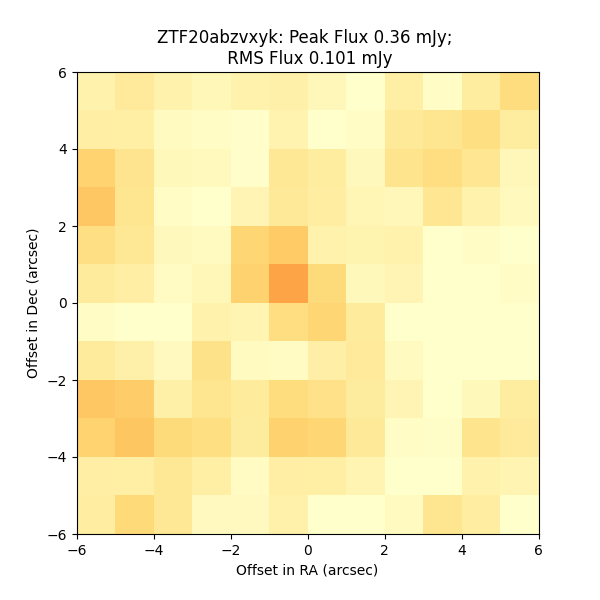 ZTF20abzvxyk: Peak Flux 0.36 mJy;
RMS Flux 0.101 mJy
6
4
2
0
−2
−4
−6
Offset in Dec (arcsec)
−6 −4 −2 0 2 4 6
Offset in RA (arcsec)